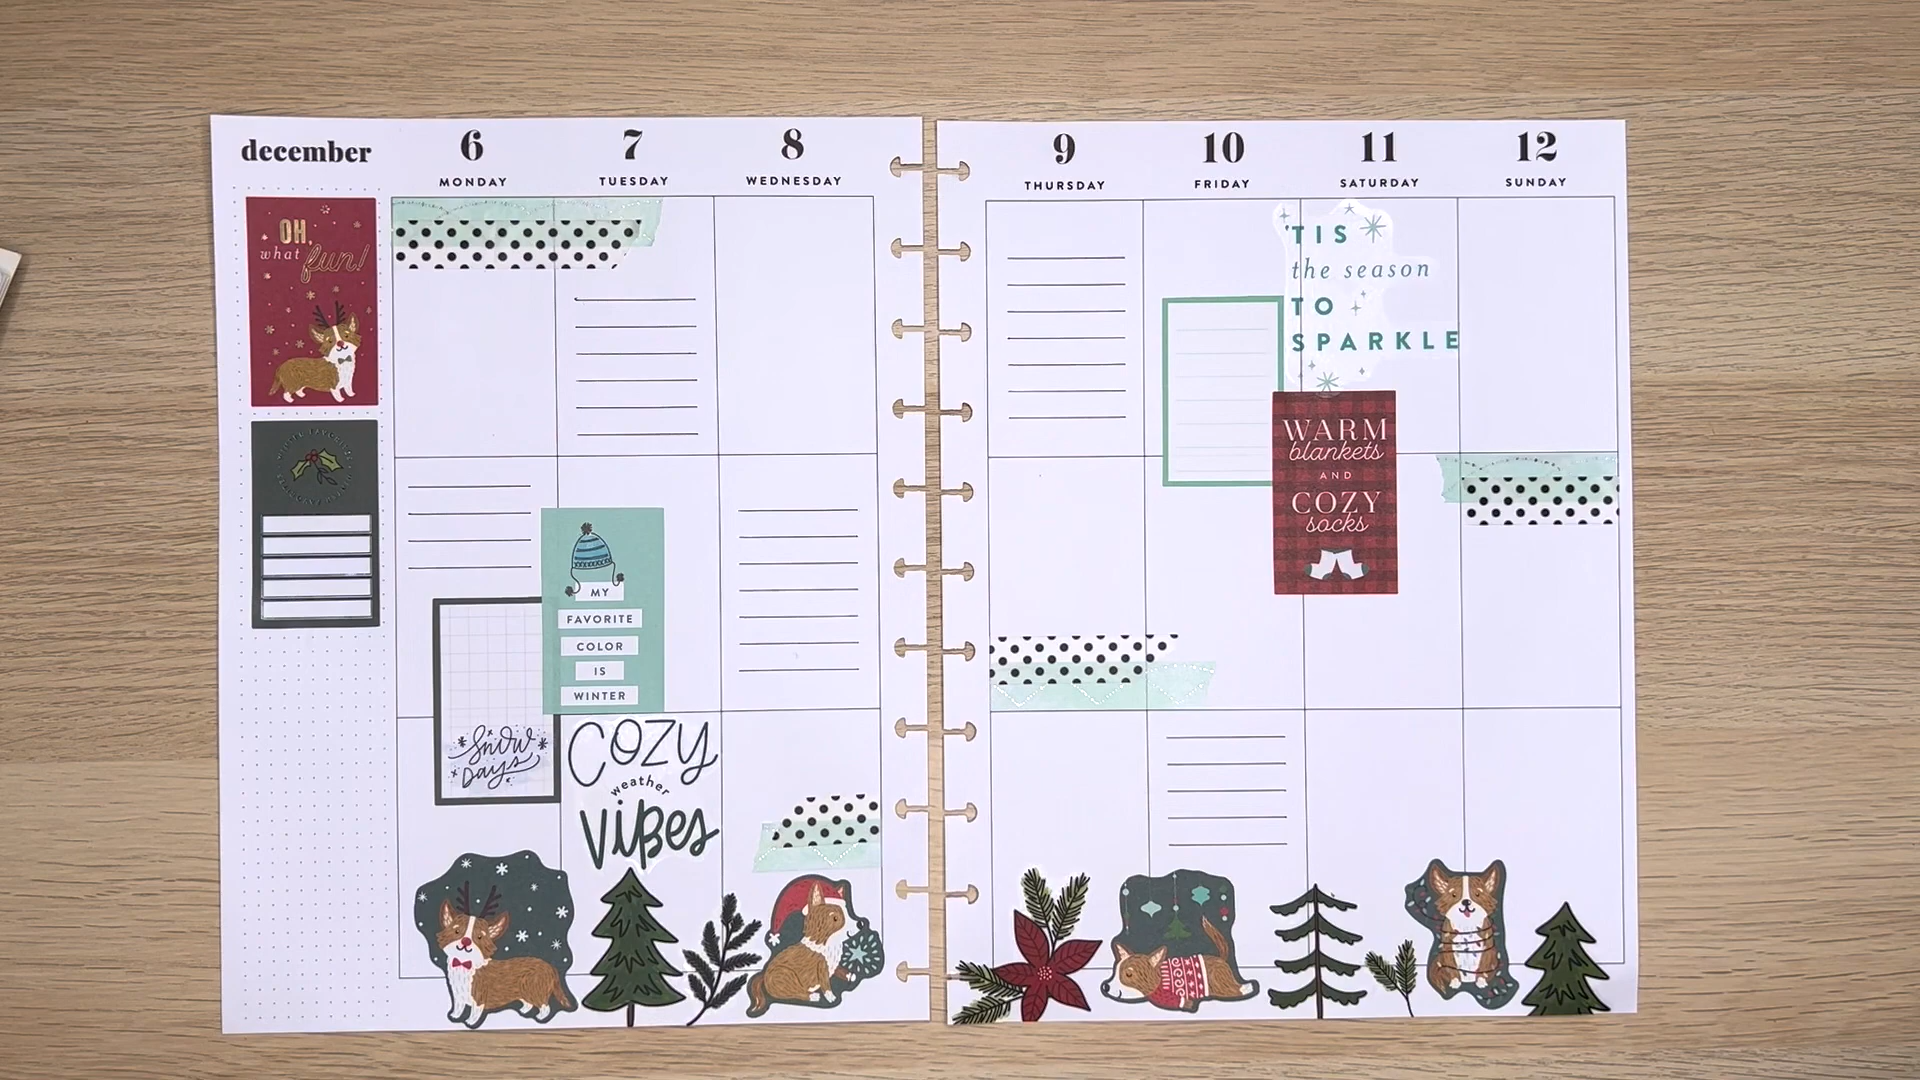 december
6
MONDAY
7
TUESDAY
8
WEDNESDAY
9
THURSDAY
10
FRIDAY
11
SATURDAY
12
SUNDAY
OH,
what fun!
WINTER FAVORITES
MY
FAVORITE
COLOR
IS
WINTER
Snow
Days
COZY
weather
vibes
'TIS
the season
TO
SPARKLE
WARM
blankets
AND
COZY
socks